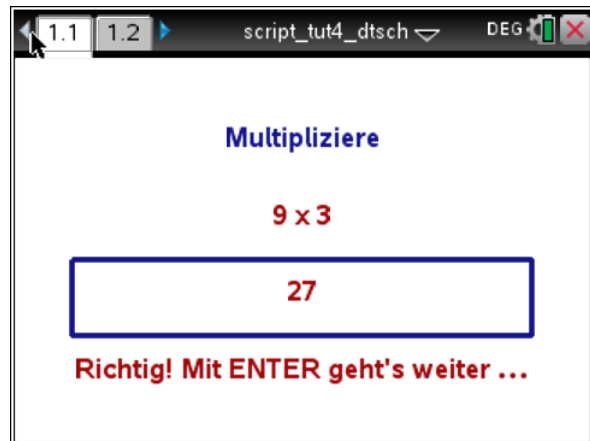 1.1 1.2 script_tut4_dtsch DEG
Multipliziere
9 x 3
27
Richtig! Mit ENTER geht's weiter ...